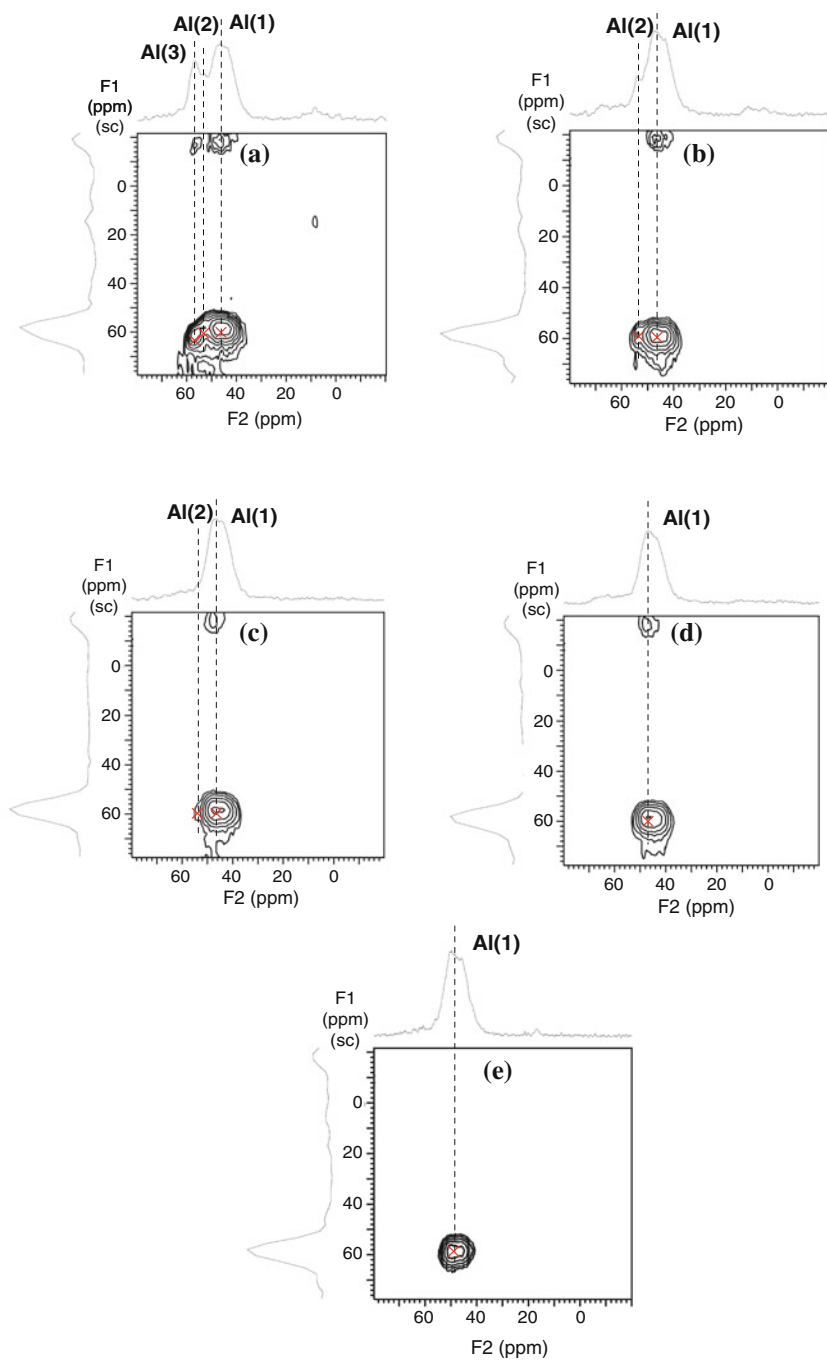 Al(2) Al(1)
Al(3)
F1
(ppm)
(sc)
(a)
0
20
40
60
60 40 20 0
F2 (ppm)
Al(2) Al(1)
F1
(ppm)
(sc)
(b)
0
20
40
60
60 40 20 0
F2 (ppm)
Al(2) Al(1)
F1
(ppm)
(sc)
(c)
0
20
40
60
60 40 20 0
F2 (ppm)
Al(1)
F1
(ppm)
(sc)
(d)
0
20
40
60
60 40 20 0
F2 (ppm)
Al(1)
F1
(ppm)
(sc)
(e)
0
20
40
60
60 40 20 0
F2 (ppm)